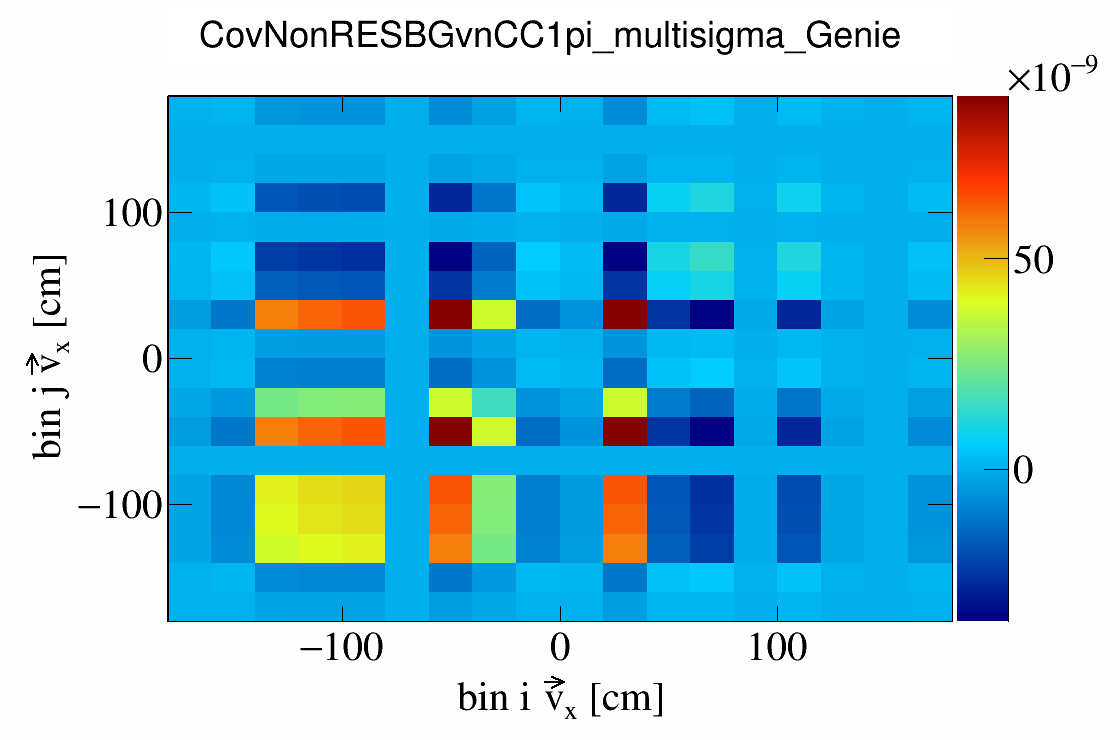 CovNonRESBGvnCC1pi_multisigma_Genie
×10⁻⁹
100
0
−100
50
0
−100 0 100
bin j v⃗ₓ [cm]
bin i v⃗ₓ [cm]